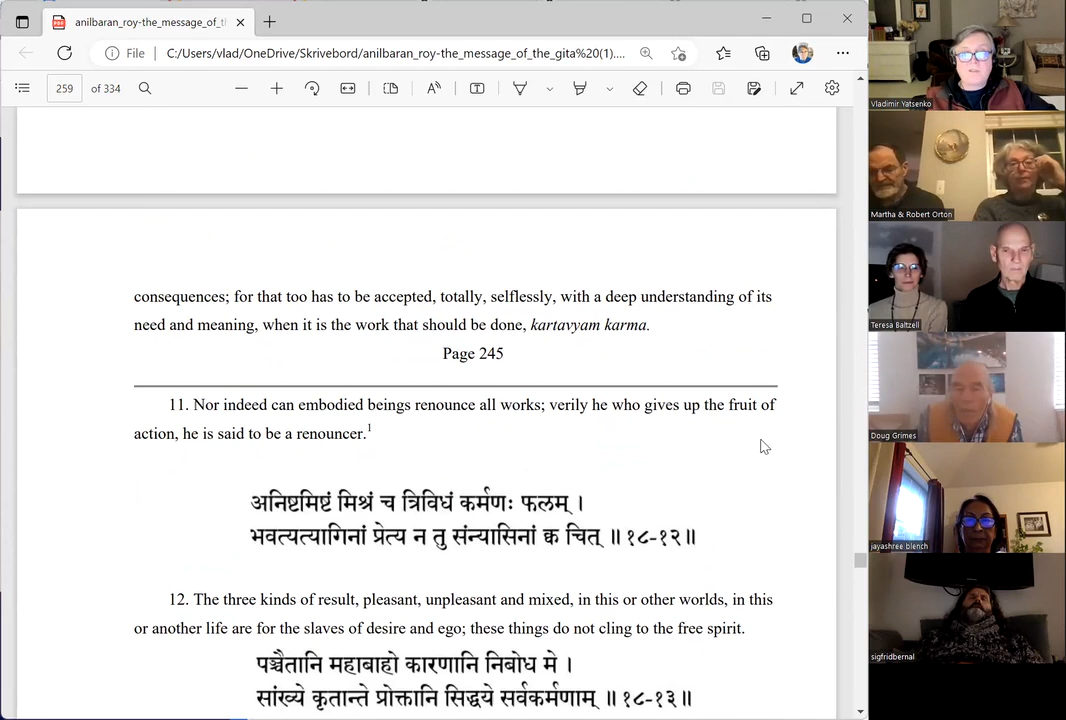 anilbaran_roy-the_message_of_th
File
C:/Users/vlad/OneDrive/Skrivebord/anilbaran_roy-the_message_of_the_gita%20(1)....
259 of 334
consequences; for that too has to be accepted, totally, selflessly, with a deep understanding of its
need and meaning, when it is the work that should be done, kartavyam karma.
Page 245
11. Nor indeed can embodied beings renounce all works; verily he who gives up the fruit of
action, he is said to be a renouncer.1
अनिष्टमिष्टं मिश्रं च त्रिविधं कर्मणः फलम् ।
भवत्यत्यागिनां प्रेत्य न तु संन्यासिनां क्व चित् ॥ १८-१२॥
12. The three kinds of result, pleasant, unpleasant and mixed, in this or other worlds, in this
or another life are for the slaves of desire and ego; these things do not cling to the free spirit.
पञ्चैतानि महाबाहो कारणानि निबोध मे ।
सांख्ये कृतान्ते प्रोक्तानि सिद्धये सर्वकर्मणाम् ॥ १८-१३॥
Vladimir Yatsenko
Martha & Robert Orton
Teresa Baltzell
Doug Grimes
jayashree blench
sigfridbernal